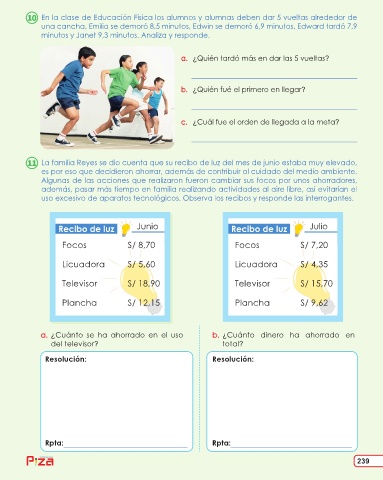 10 En la clase de Educación Física los alumnos y alumnas deben dar 5 vueltas alrededor de
una cancha, Emilia se demoró 8,5 minutos, Edwin se demoró 6,9 minutos, Edward tardó 7,9
minutos y Janet 9,3 minutos. Analiza y responde.
a. ¿Quién tardó más en dar las 5 vueltas?
b. ¿Quién fué el primero en llegar?
c. ¿Cuál fue el orden de llegada a la meta?
11 La familia Reyes se dio cuenta que su recibo de luz del mes de junio estaba muy elevado,
es por eso que decidieron ahorrar, además de contribuir al cuidado del medio ambiente.
Algunas de las acciones que realizaron fueron cambiar sus focos por unos ahorradores,
además, pasar más tiempo en familia realizando actividades al aire libre, así evitarían el
uso excesivo de aparatos tecnológicos. Observa los recibos y responde las interrogantes.
Recibo de luz Junio
Focos S/ 8,70
Licuadora S/ 5,60
Televisor S/ 18,90
Plancha S/ 12,15
Recibo de luz Julio
Focos S/ 7,20
Licuadora S/ 4,35
Televisor S/ 15,70
Plancha S/ 9,62
a. ¿Cuánto se ha ahorrado en el uso
del televisor?
Resolución:
Rpta:
b. ¿Cuánto dinero ha ahorrado en
total?
Resolución:
Rpta:
Piza
239